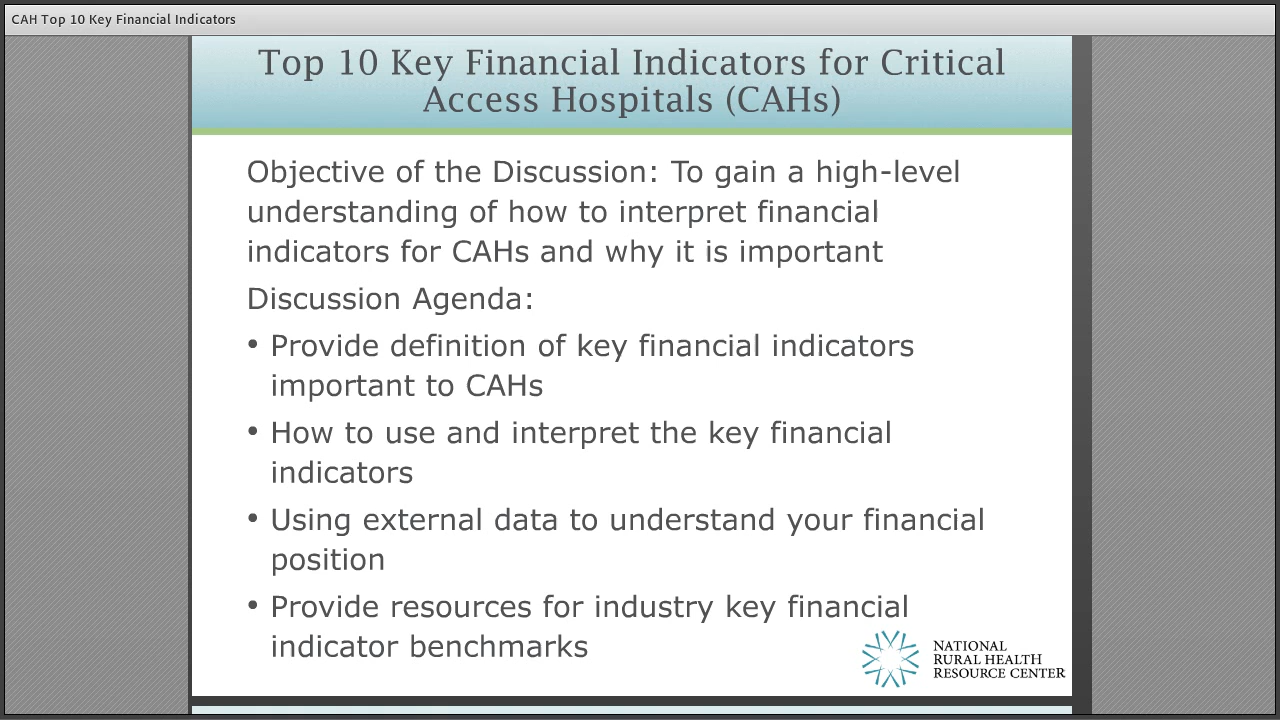 CAH Top 10 Key Financial Indicators
Top 10 Key Financial Indicators for Critical
Access Hospitals (CAHs)
Objective of the Discussion: To gain a high-level
understanding of how to interpret financial
indicators for CAHs and why it is important
Discussion Agenda:
• Provide definition of key financial indicators
important to CAHs
• How to use and interpret the key financial
indicators
• Using external data to understand your financial
position
• Provide resources for industry key financial
indicator benchmarks
NATIONAL
RURAL HEALTH
RESOURCE CENTER